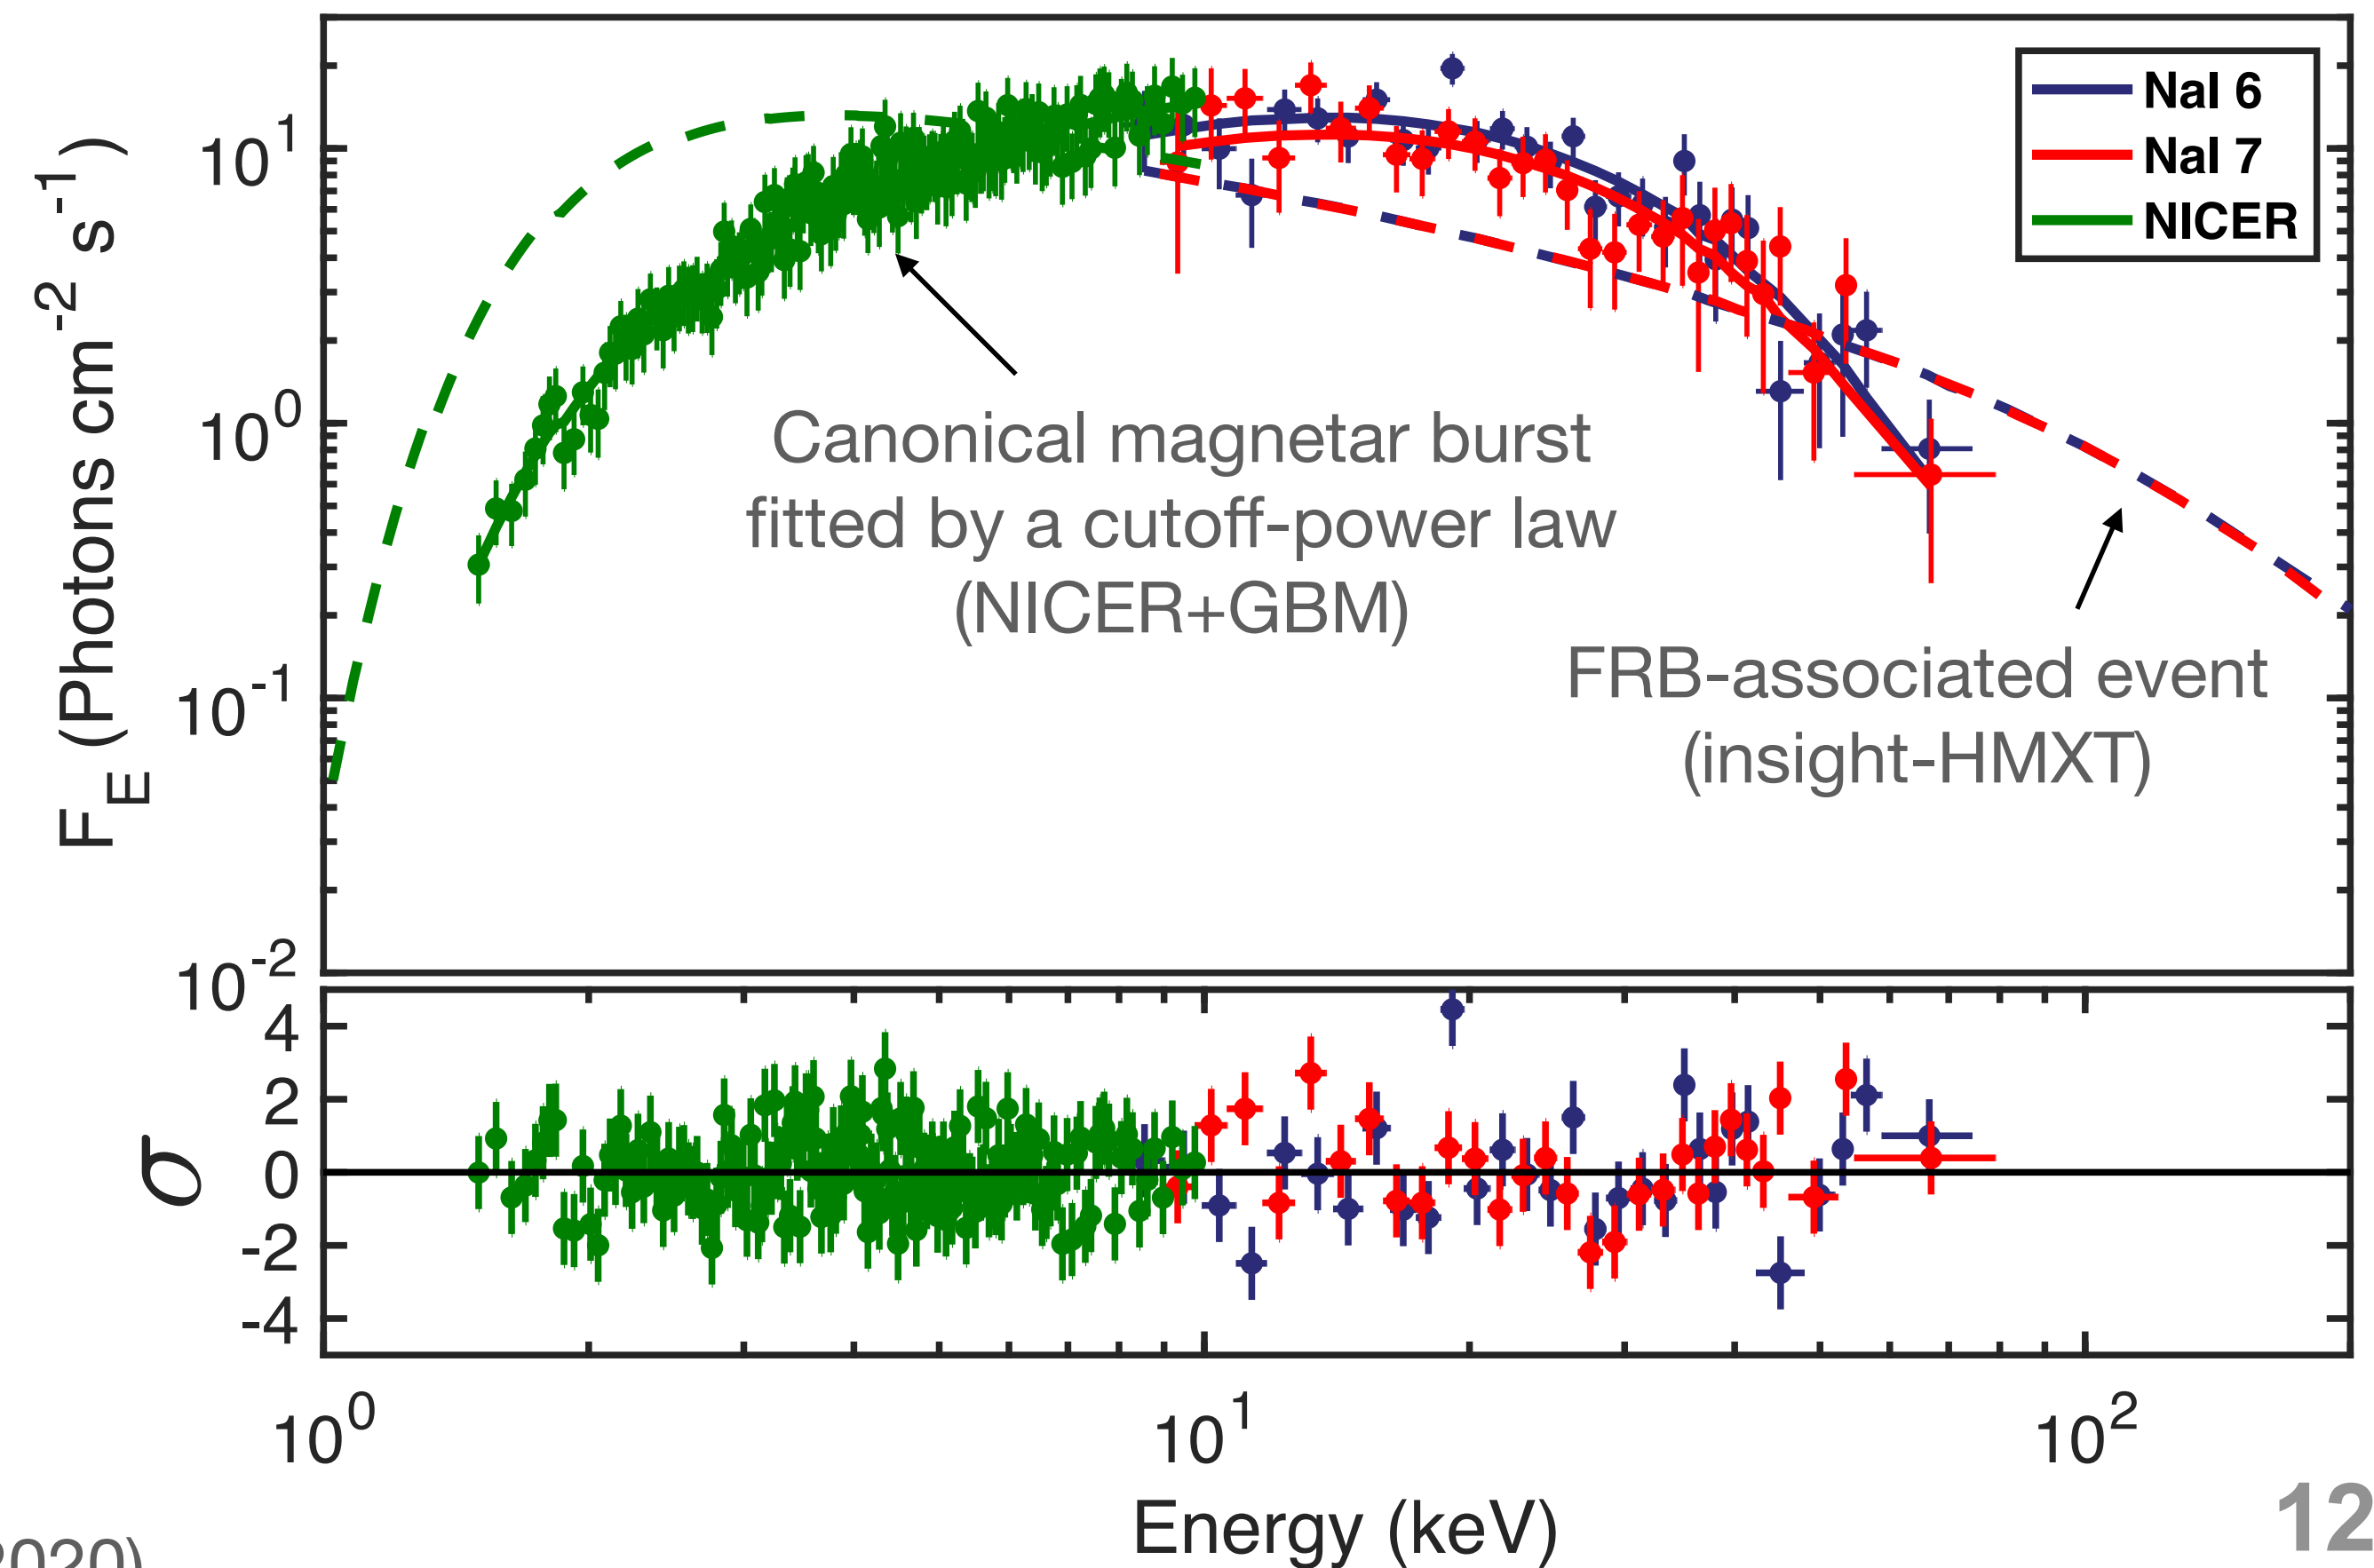 NaI 6
NaI 7
NICER
F_E (Photons cm^-2 s^-1)
10^1
10^0
10^-1
10^-2
Canonical magnetar burst
fitted by a cutoff-power law
(NICER+GBM)
FRB-associated event
(insight-HMXT)
σ
4
2
0
-2
-4
10^0
10^1
10^2
Energy (keV)
12
2020)